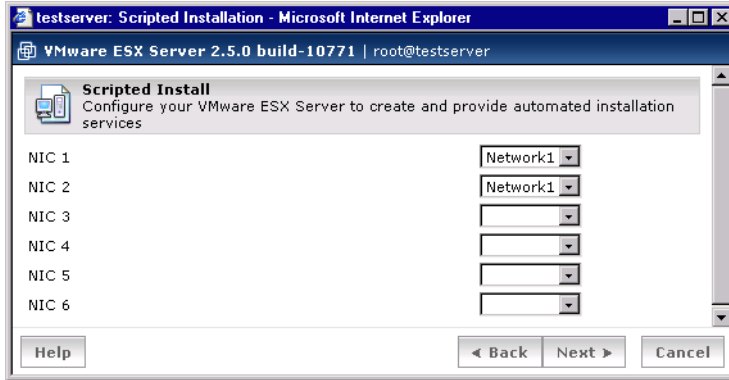 testserver: Scripted Installation - Microsoft Internet Explorer
VMware ESX Server 2.5.0 build-10771 | root@testserver
Scripted Install
Configure your VMware ESX Server to create and provide automated installation
services
NIC 1 Network1
NIC 2 Network1
NIC 3
NIC 4
NIC 5
NIC 6
Help Back Next Cancel